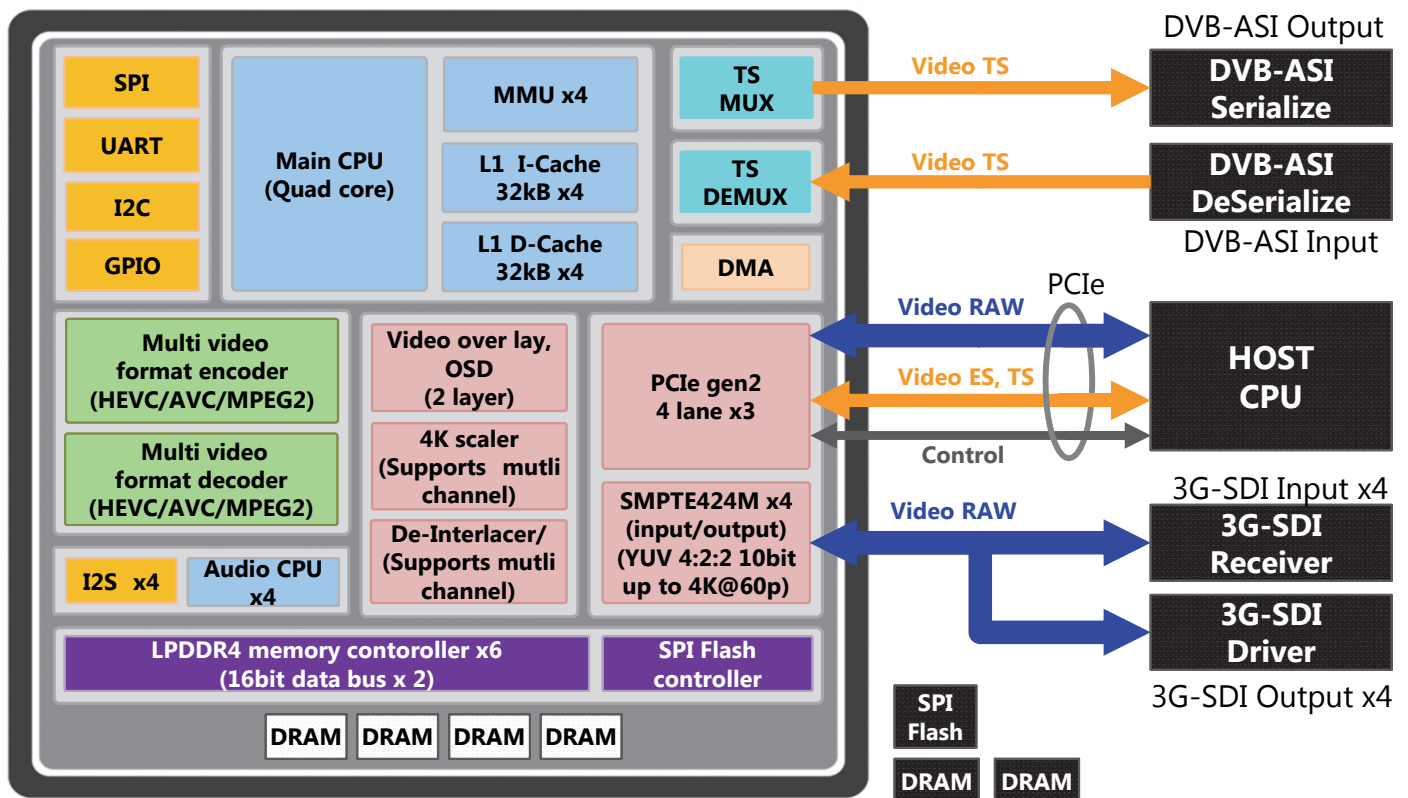 SPI
UART
I2C
GPIO
Main CPU
(Quad core)
MMU x4
L1 I-Cache
32kB x4
L1 D-Cache
32kB x4
TS
MUX
TS
DEMUX
DMA
Video TS
Video TS
DVB-ASI Output
DVB-ASI
Serialize
DVB-ASI
DeSerialize
DVB-ASI Input
Multi video
format encoder
(HEVC/AVC/MPEG2)
Multi video
format decoder
(HEVC/AVC/MPEG2)
I2S x4
Audio CPU
x4
Video over lay,
OSD
(2 layer)
4K scaler
(Supports mutli
channel)
De-Interlacer/
(Supports mutli
channel)
PCIe gen2
4 lane x3
SMPTE424M x4
(input/output)
(YUV 4:2:2 10bit
up to 4K@60p)
PCIe
Video RAW
Video ES, TS
Control
HOST
CPU
Video RAW
3G-SDI Input x4
3G-SDI
Receiver
3G-SDI
Driver
3G-SDI Output x4
LPDDR4 memory contoroller x6
(16bit data bus x 2)
SPI Flash
controller
DRAM
DRAM
DRAM
DRAM
SPI
Flash
DRAM
DRAM